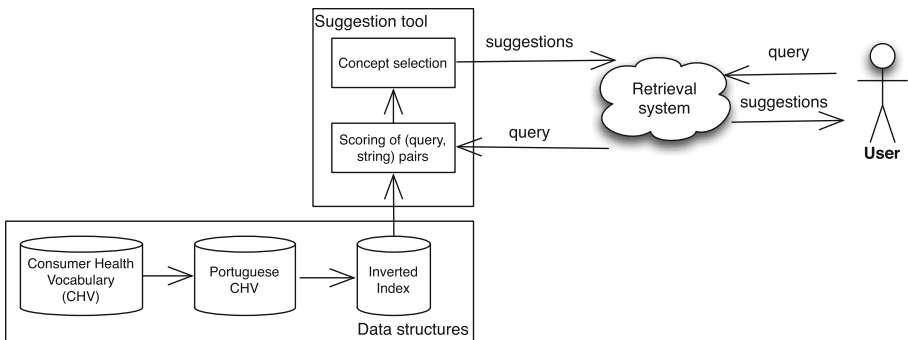 Suggestion tool
Concept selection
suggestions
query
Retrieval
system
suggestions
Scoring of (query,
string) pairs
query
User
Consumer Health
Vocabulary
(CHV)
Portuguese
CHV
Inverted
Index
Data structures